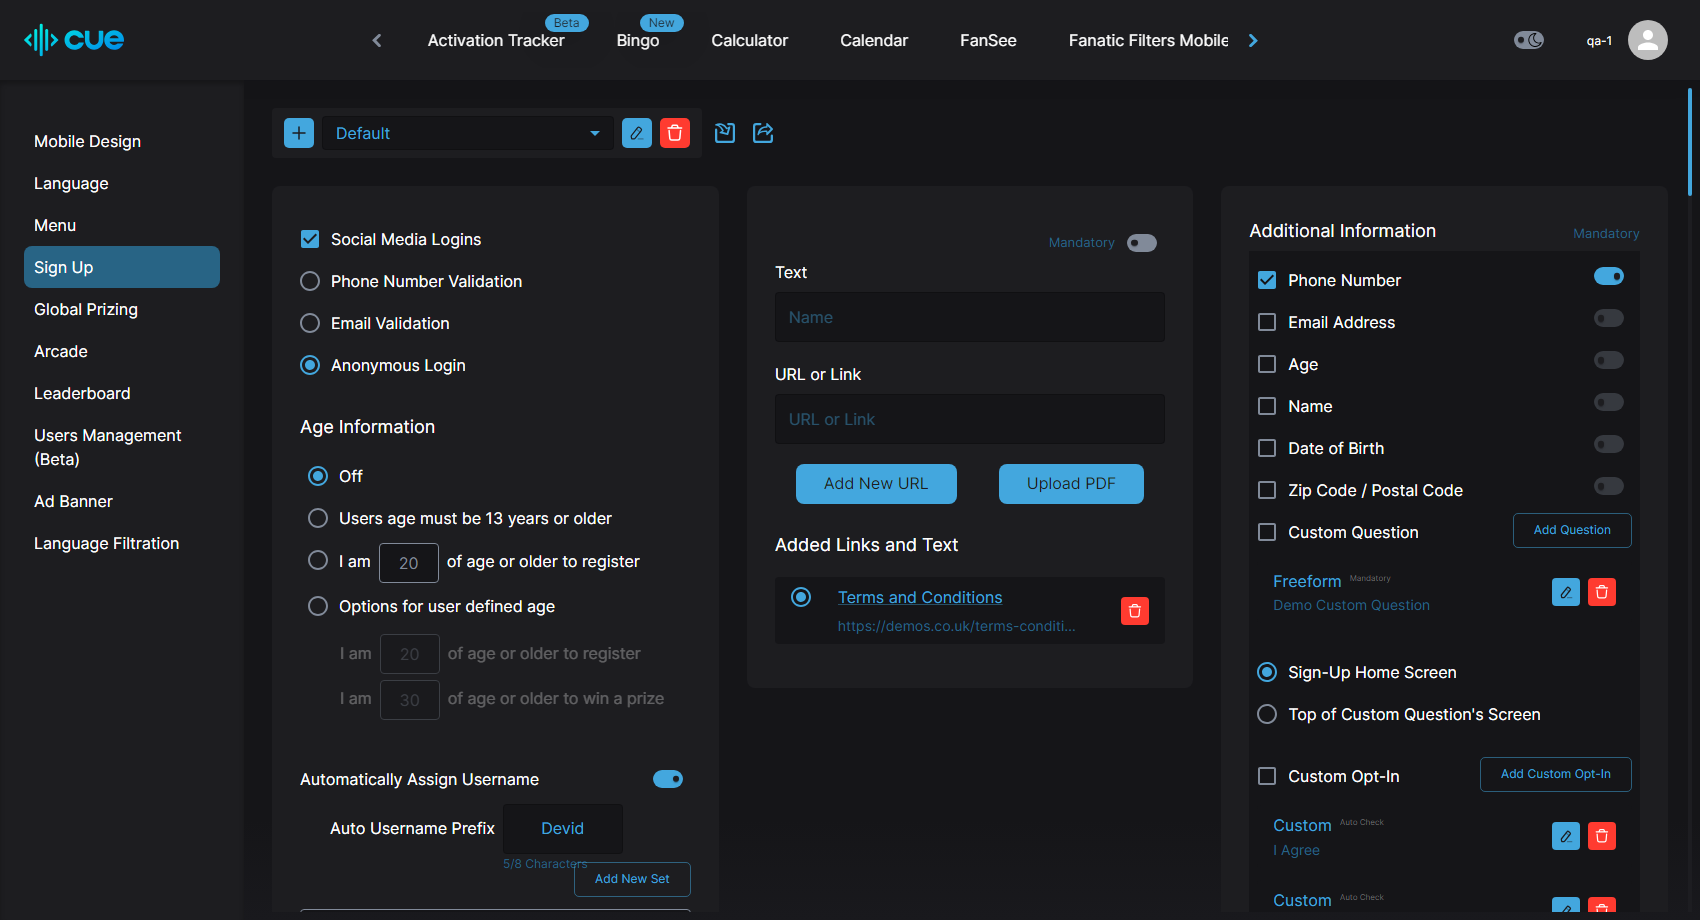 cue
Activation Tracker
Beta
Bingo
New
Calculator
Calendar
FanSee
Fanatic Filters Mobile
qa-1
Mobile Design
Language
Menu
Sign Up
Global Prizing
Arcade
Leaderboard
Users Management
(Beta)
Ad Banner
Language Filtration
Default
Social Media Logins
Phone Number Validation
Email Validation
Anonymous Login
Age Information
Off
Users age must be 13 years or older
I am 20 of age or older to register
Options for user defined age
I am 20 of age or older to register
I am 30 of age or older to win a prize
Automatically Assign Username
Auto Username Prefix Devid
5/8 Characters
Add New Set
Mandatory
Text
Name
URL or Link
URL or Link
Add New URL
Upload PDF
Added Links and Text
Terms and Conditions
https://demos.co.uk/terms-conditi...
Additional Information
Mandatory
Phone Number
Email Address
Age
Name
Date of Birth
Zip Code / Postal Code
Custom Question
Add Question
Freeform Mandatory
Demo Custom Question
Sign-Up Home Screen
Top of Custom Question's Screen
Custom Opt-In
Add Custom Opt-In
Custom Auto Check
I Agree
Custom Auto Check